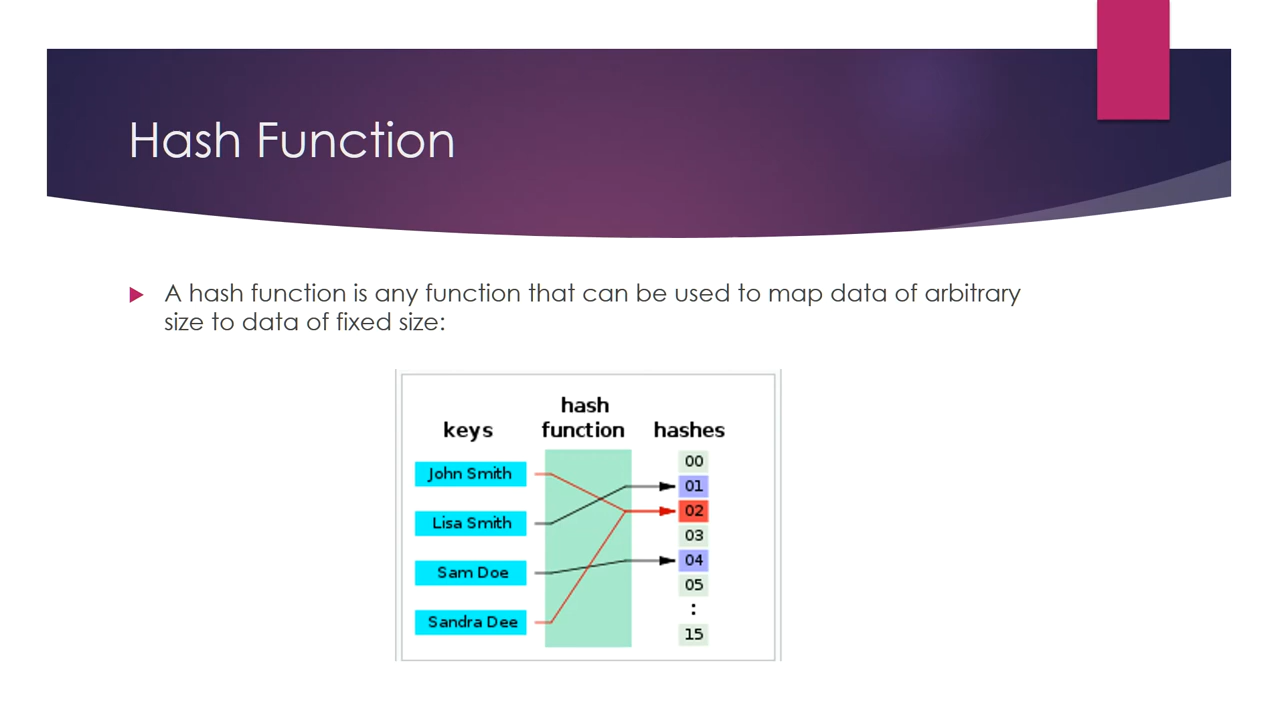 Hash Function
A hash function is any function that can be used to map data of arbitrary
size to data of fixed size:
hash
keys function hashes
John Smith
Lisa Smith
Sam Doe
Sandra Dee
00
01
02
03
04
05
:
15